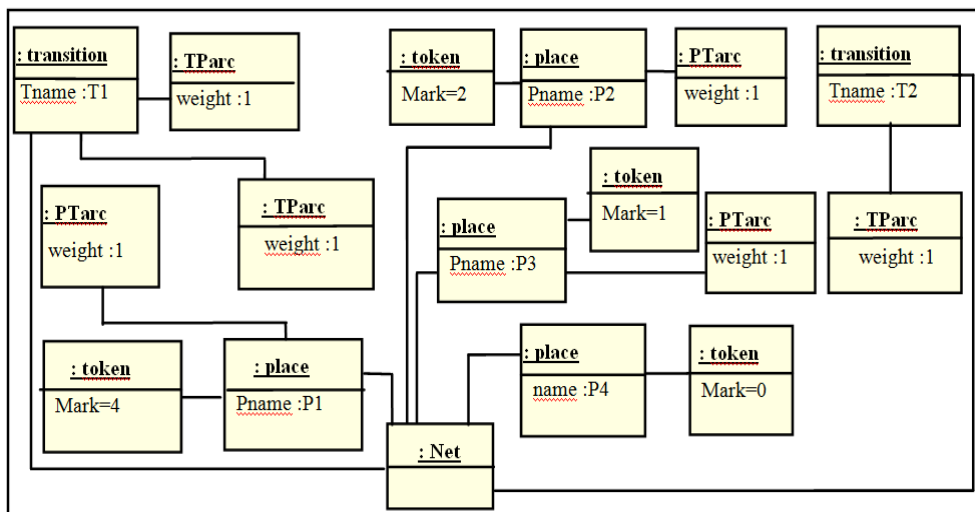 : transition
Tname :T1
: TParc
weight :1
: token
Mark=2
: place
Pname :P2
: PTarc
weight :1
: transition
Tname :T2
: PTarc
weight :1
: TParc
weight :1
: place
Pname :P3
: token
Mark=1
: PTarc
weight :1
: TParc
weight :1
: token
Mark=4
: place
Pname :P1
: Net
: place
name :P4
: token
Mark=0